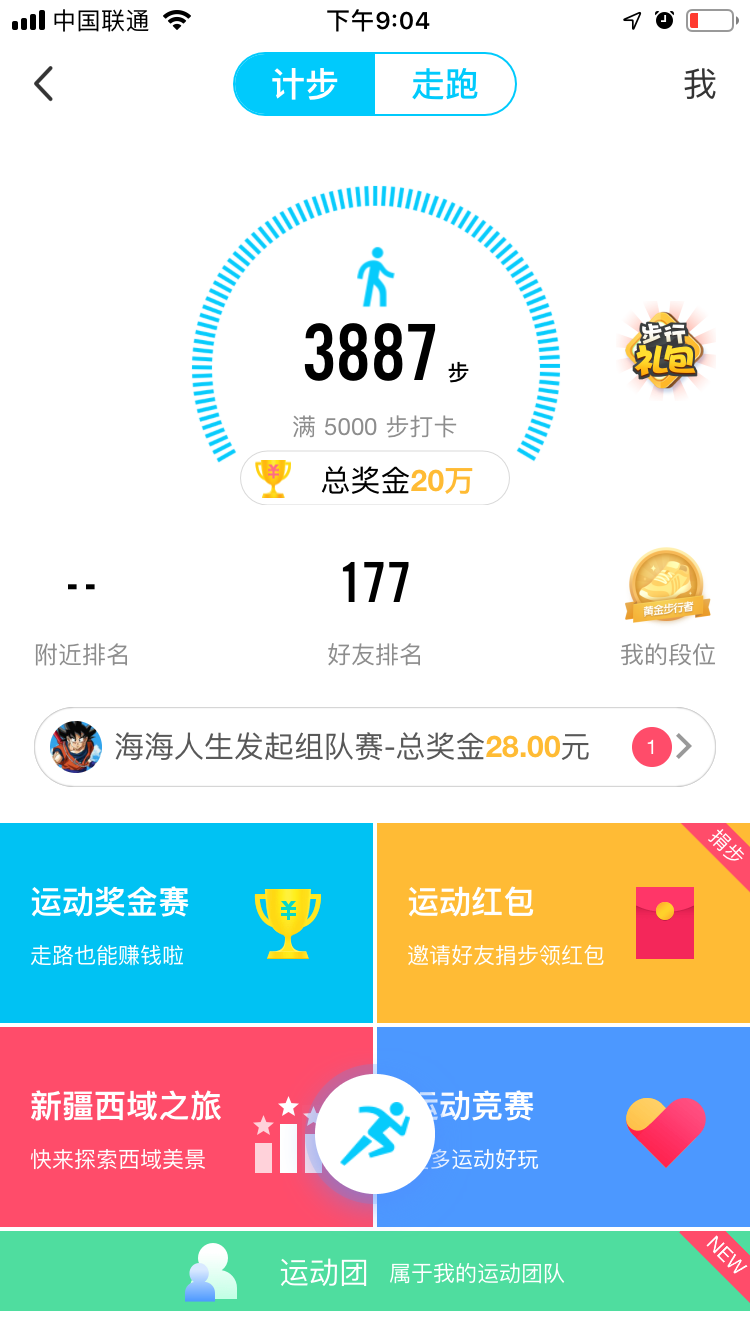 中国联通 下午9:04
计步 走跑 我
3887 步
步行
礼包
满 5000 步打卡
¥ 总奖金20万
-- 177 黄金步行者
附近排名 好友排名 我的段位
海海人生发起组队赛-总奖金28.00元 1
运动奖金赛
走路也能赚钱啦
¥
捐步
运动红包
邀请好友捐步领红包
新疆西域之旅
快来探索西域美景
动竞赛
多运动好玩
运动团 属于我的运动团队
NEW